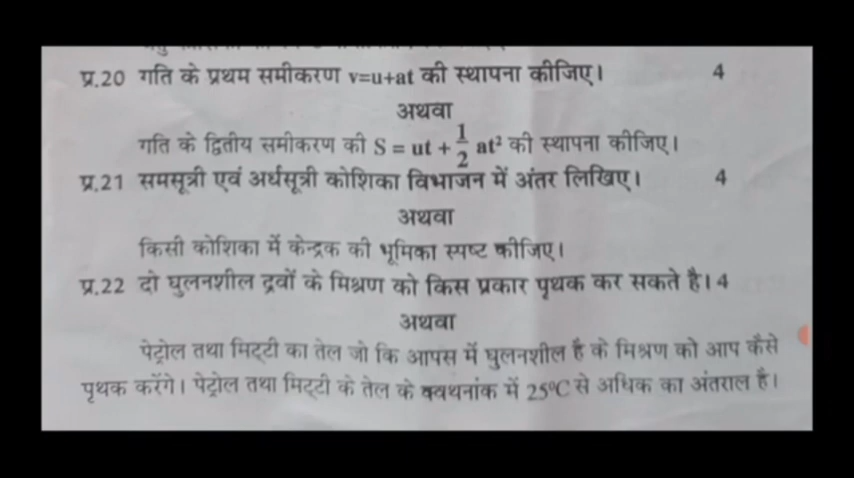 प्र.20 गति के प्रथम समीकरण v=u+at की स्थापना कीजिए। 4
अथवा
गति के द्वितीय समीकरण की S = ut + 1/2 at² की स्थापना कीजिए।
प्र.21 समसूत्री एवं अर्धसूत्री कोशिका विभाजन में अंतर लिखिए। 4
अथवा
किसी कोशिका में केन्द्रक की भूमिका स्पष्ट कीजिए।
प्र.22 दो घुलनशील द्रवों के मिश्रण को किस प्रकार पृथक कर सकते है। 4
अथवा
पेट्रोल तथा मिट्टी का तेल जो कि आपस में घुलनशील है के मिश्रण को आप कैसे
पृथक करेंगे। पेट्रोल तथा मिट्टी के तेल के क्वथनांक में 25⁰C से अधिक का अंतराल है।